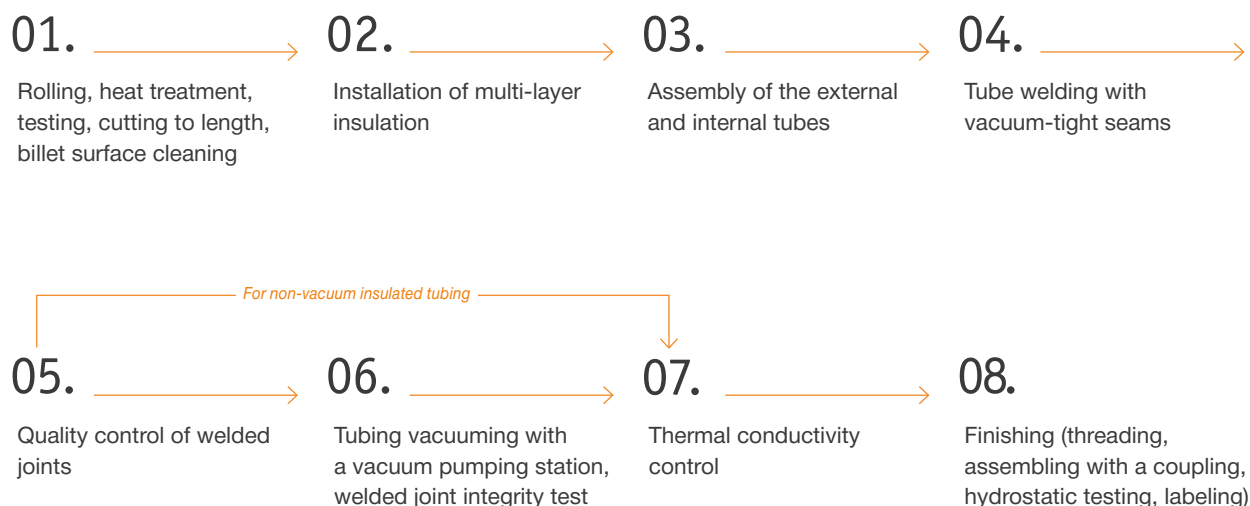 01.
Rolling, heat treatment,
testing, cutting to length,
billet surface cleaning
02.
Installation of multi-layer
insulation
03.
Assembly of the external
and internal tubes
04.
Tube welding with
vacuum-tight seams
For non-vacuum insulated tubing
05.
Quality control of welded
joints
06.
Tubing vacuuming with
a vacuum pumping station,
welded joint integrity test
07.
Thermal conductivity
control
08.
Finishing (threading,
assembling with a coupling,
hydrostatic testing, labeling)